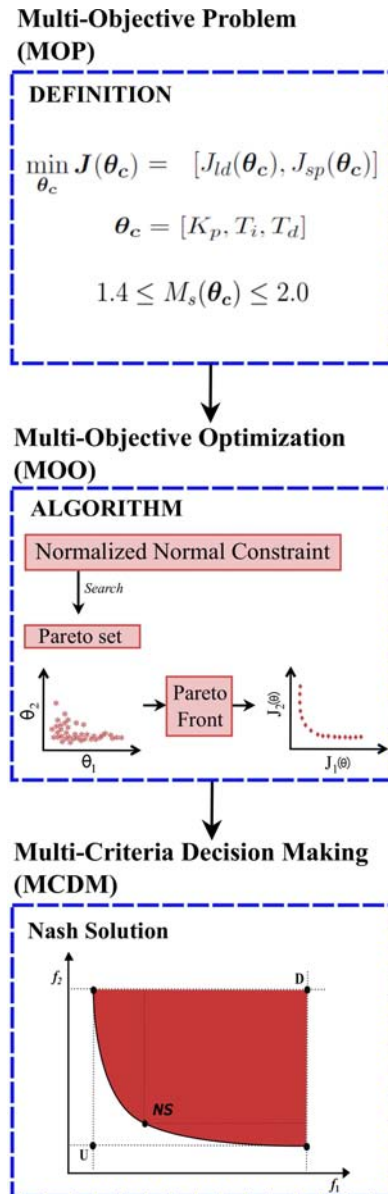 Multi-Objective Problem
(MOP)
DEFINITION
min J(θc) = [Jld(θc), Jsp(θc)]
θc
θc = [Kp, Ti, Td]
1.4 ≤ Ms(θc) ≤ 2.0
Multi-Objective Optimization
(MOO)
ALGORITHM
Normalized Normal Constraint
Search
Pareto set
θ2
θ1
Pareto
Front
J2(θ)
J1(θ)
Multi-Criteria Decision Making
(MCDM)
Nash Solution
f2
D
NS
U
f1